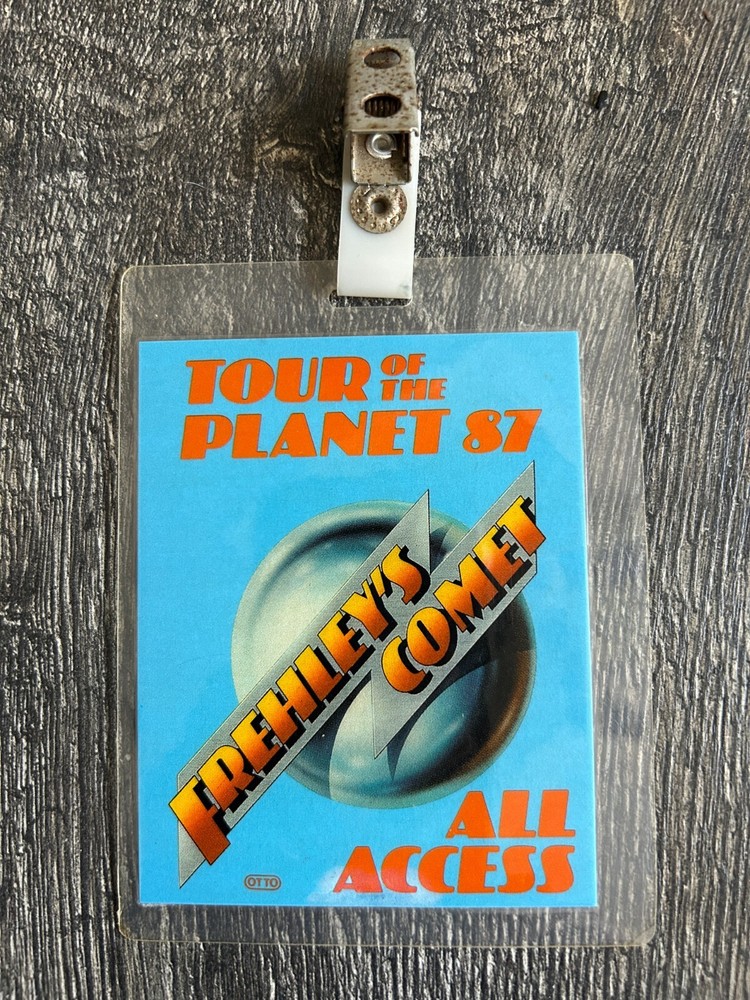 TOUR OF THE
PLANET 87
FREHLEY'S
COMET
ALL
ACCESS
OTTO